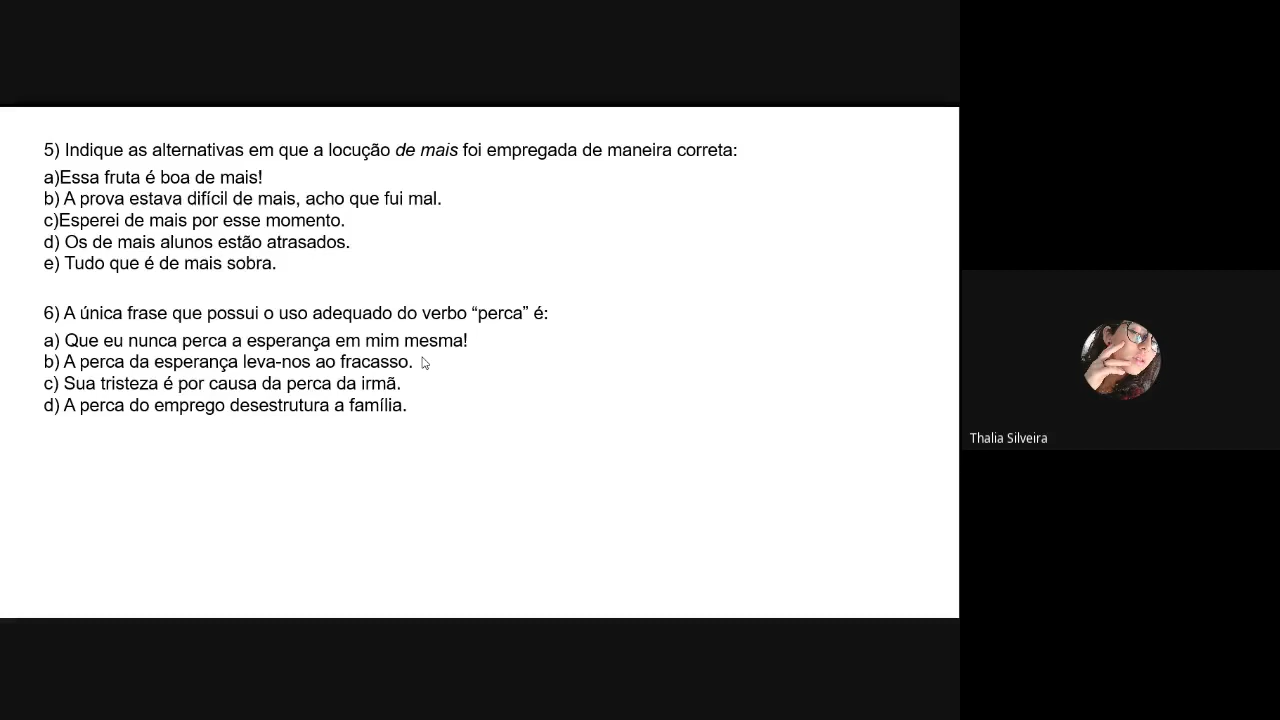 5) Indique as alternativas em que a locução de mais foi empregada de maneira correta:
a)Essa fruta é boa de mais!
b) A prova estava difícil de mais, acho que fui mal.
c)Esperei de mais por esse momento.
d) Os de mais alunos estão atrasados.
e) Tudo que é de mais sobra.
6) A única frase que possui o uso adequado do verbo “perca” é:
a) Que eu nunca perca a esperança em mim mesma!
b) A perca da esperança leva-nos ao fracasso.
c) Sua tristeza é por causa da perca da irmã.
d) A perca do emprego desestrutura a família.
Thalia Silveira